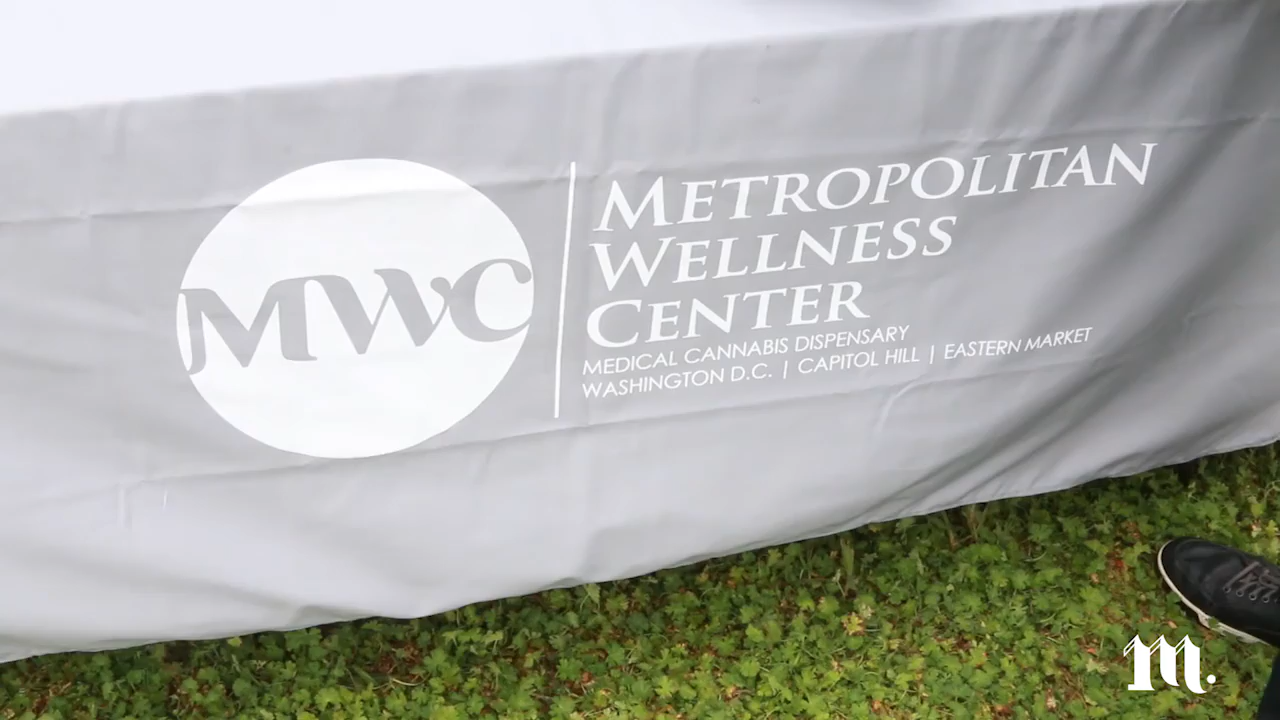 MWC
METROPOLITAN
WELLNESS
CENTER
MEDICAL CANNABIS DISPENSARY
WASHINGTON D.C. | CAPITOL HILL | EASTERN MARKET
m.